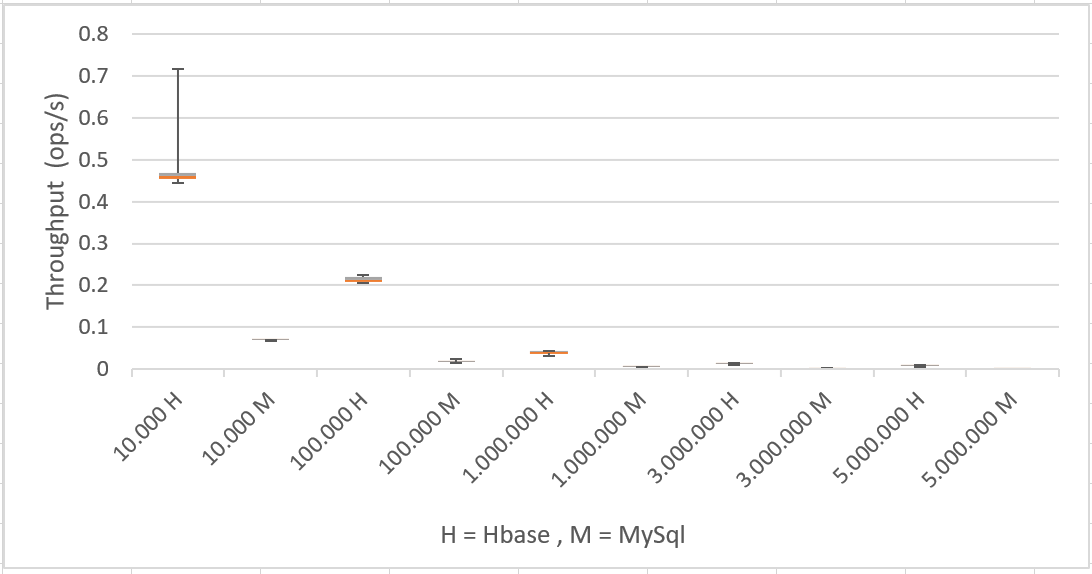 0.8
0.7
0.6
0.5
0.4
0.3
0.2
0.1
0
Throughput (ops/s)
10.000 H
10.000 M
100.000 H
100.000 M
1.000.000 H
1.000.000 M
3.000.000 H
3.000.000 M
5.000.000 H
5.000.000 M
H = Hbase , M = MySql